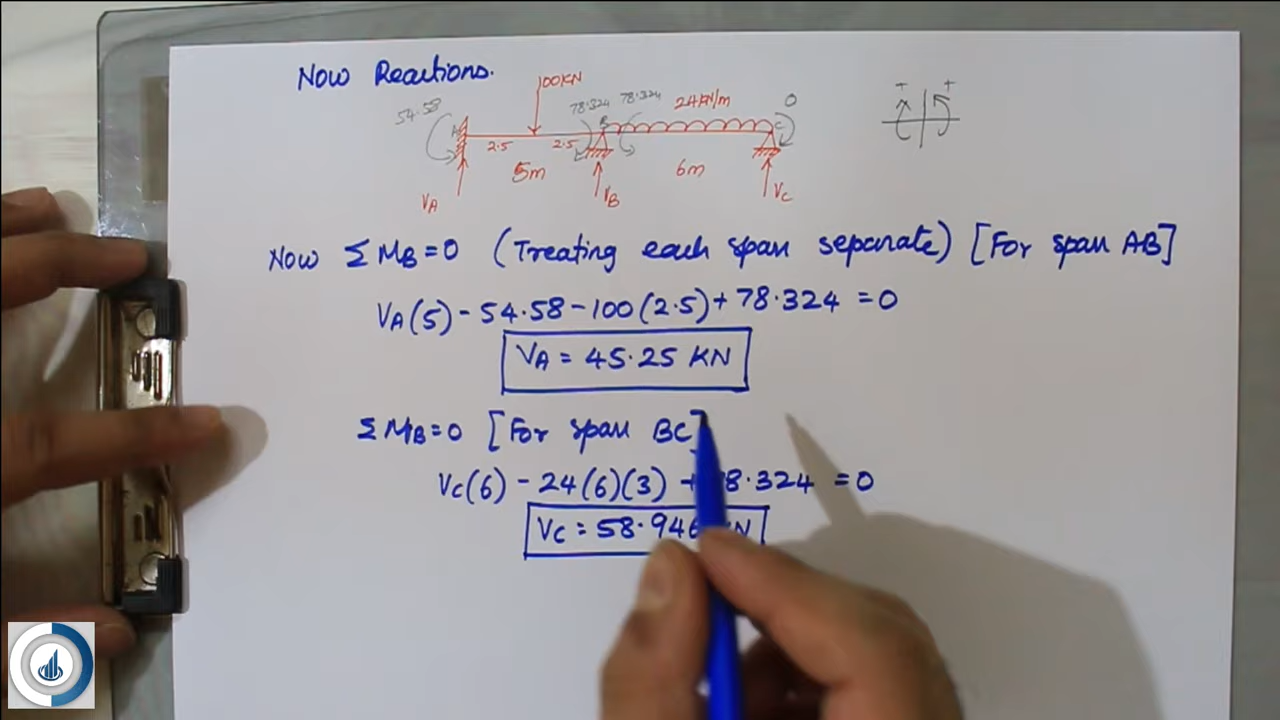 Now Reactions.
100KN
54.58
78.324 78.324
24KN/m
0
+ +
A B C
2.5 2.5
5m 6m
VA VB VC
Now ΣMB=0 (Treating each span separate) [For span AB]
VA(5) - 54.58 - 100(2.5) + 78.324 = 0
VA = 45.25 KN
ΣMB=0 [For span BC]
VC(6) - 24(6)(3) + 8.324 = 0
VC = 58.946 N